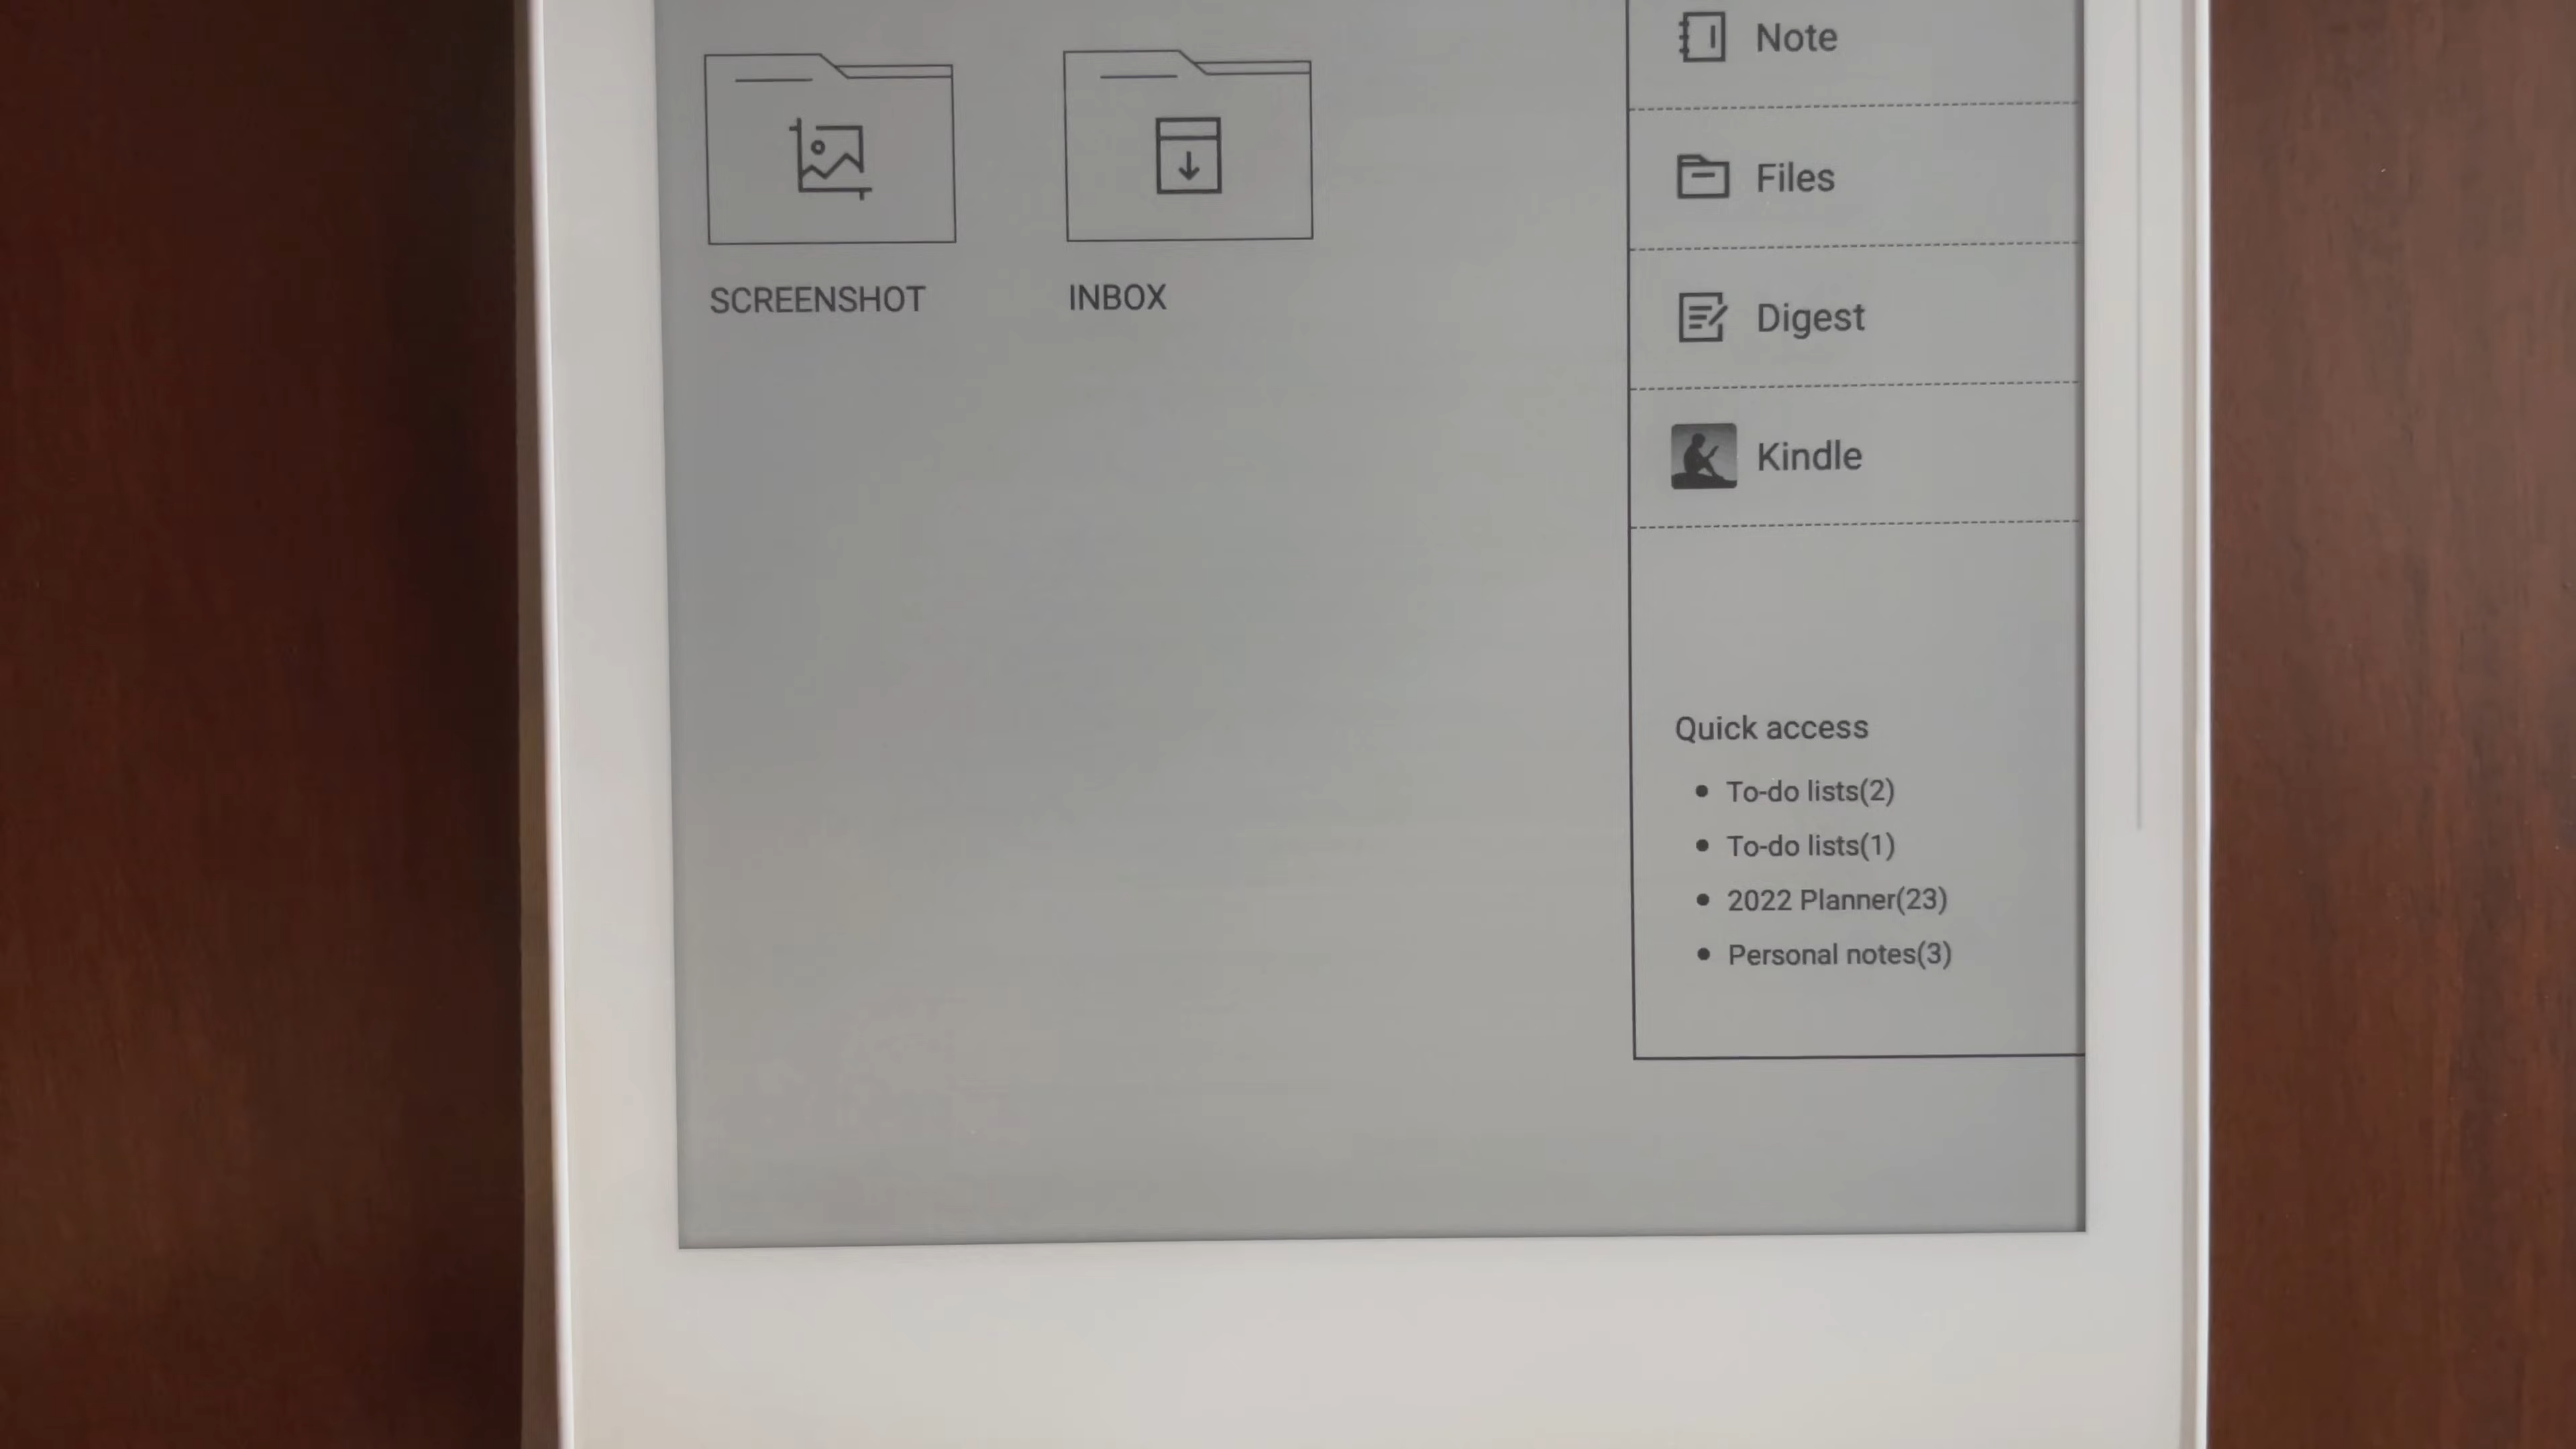 SCREENSHOT
INBOX
Note
Files
Digest
Kindle
Quick access
• To-do lists(2)
• To-do lists(1)
• 2022 Planner(23)
• Personal notes(3)